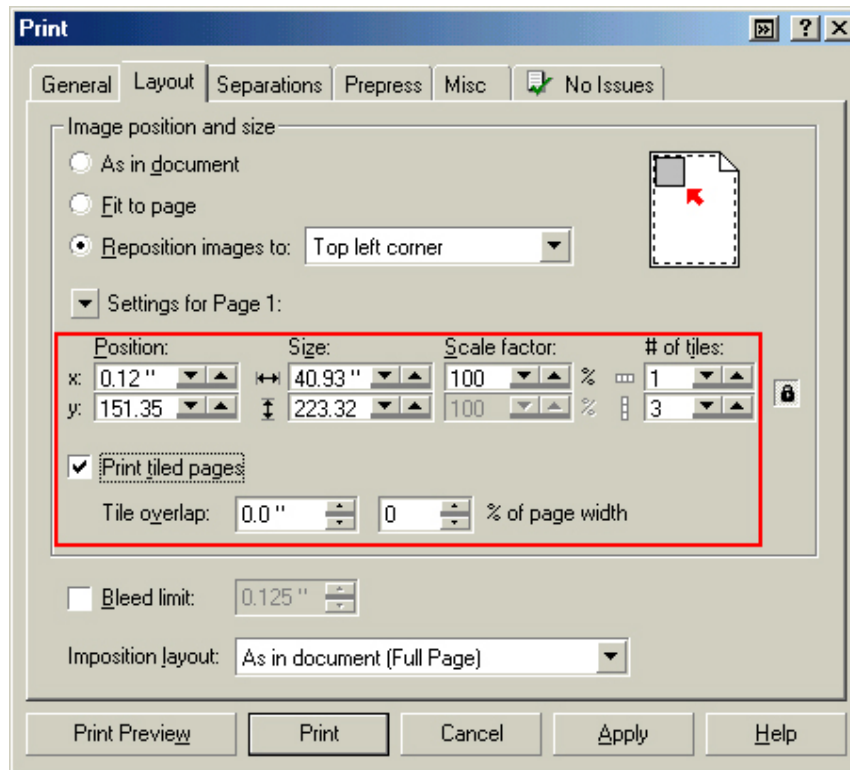 Print
General Layout Separations Prepress Misc No Issues
Image position and size
As in document
Fit to page
Reposition images to: Top left corner
Settings for Page 1:
Position: Size: Scale factor: # of tiles:
x: 0.12 " 40.93 " 100 % 1
y: 151.35 223.32 100 % 3
Print tiled pages
Tile overlap: 0.0 " 0 % of page width
Bleed limit: 0.125 "
Imposition layout: As in document (Full Page)
Print Preview Print Cancel Apply Help